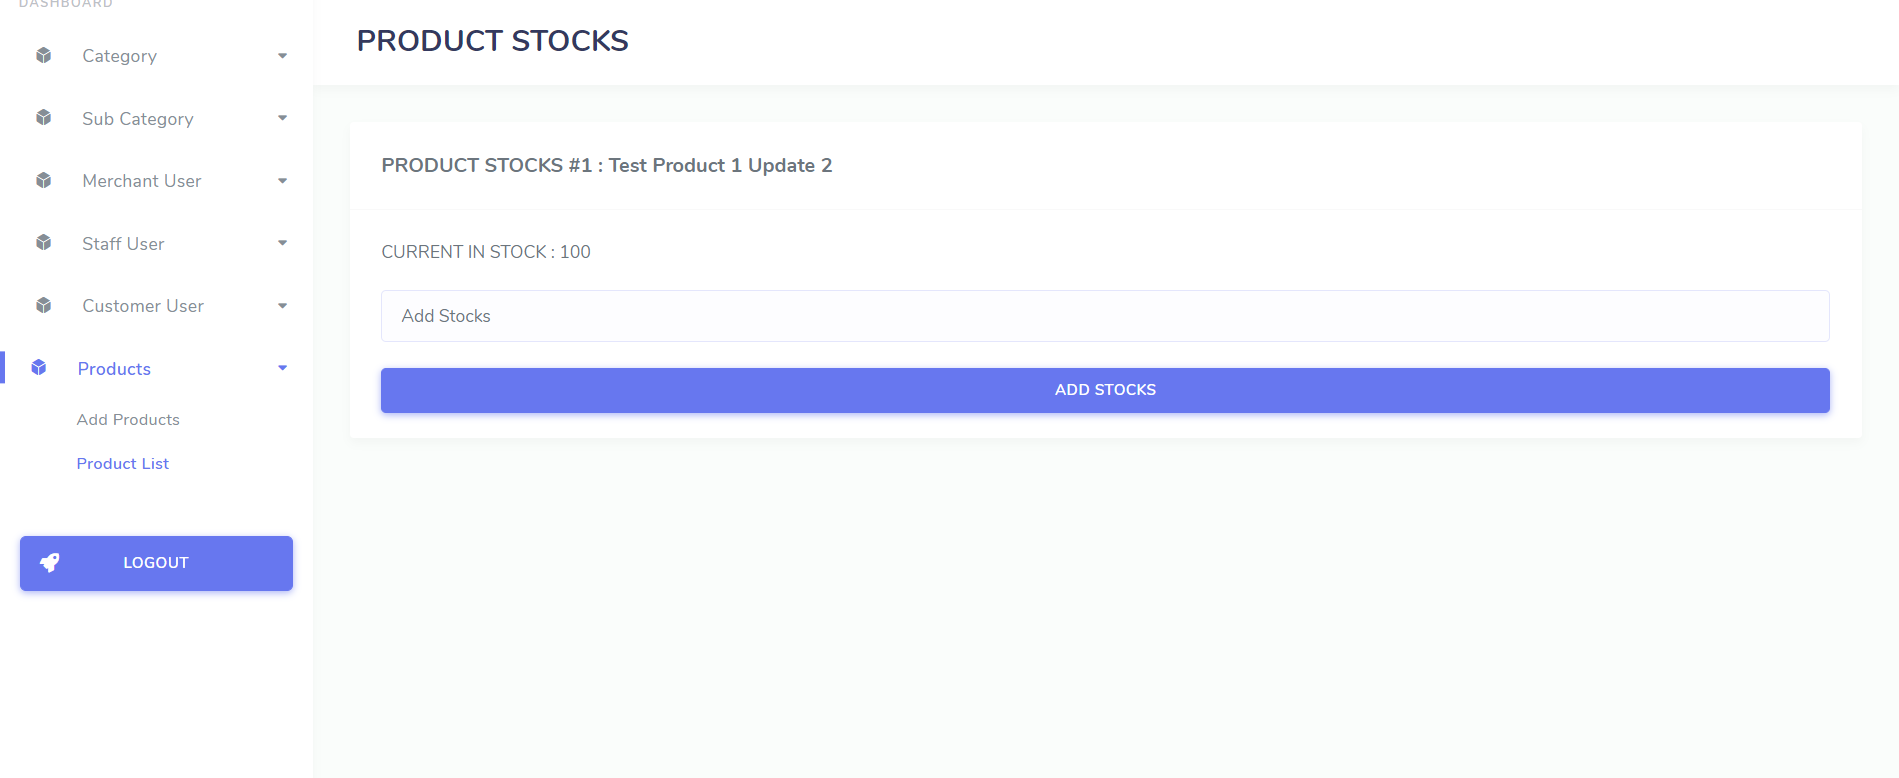 DASHBOARD
Category
Sub Category
Merchant User
Staff User
Customer User
Products
Add Products
Product List
LOGOUT
PRODUCT STOCKS
PRODUCT STOCKS #1 : Test Product 1 Update 2
CURRENT IN STOCK : 100
Add Stocks
ADD STOCKS